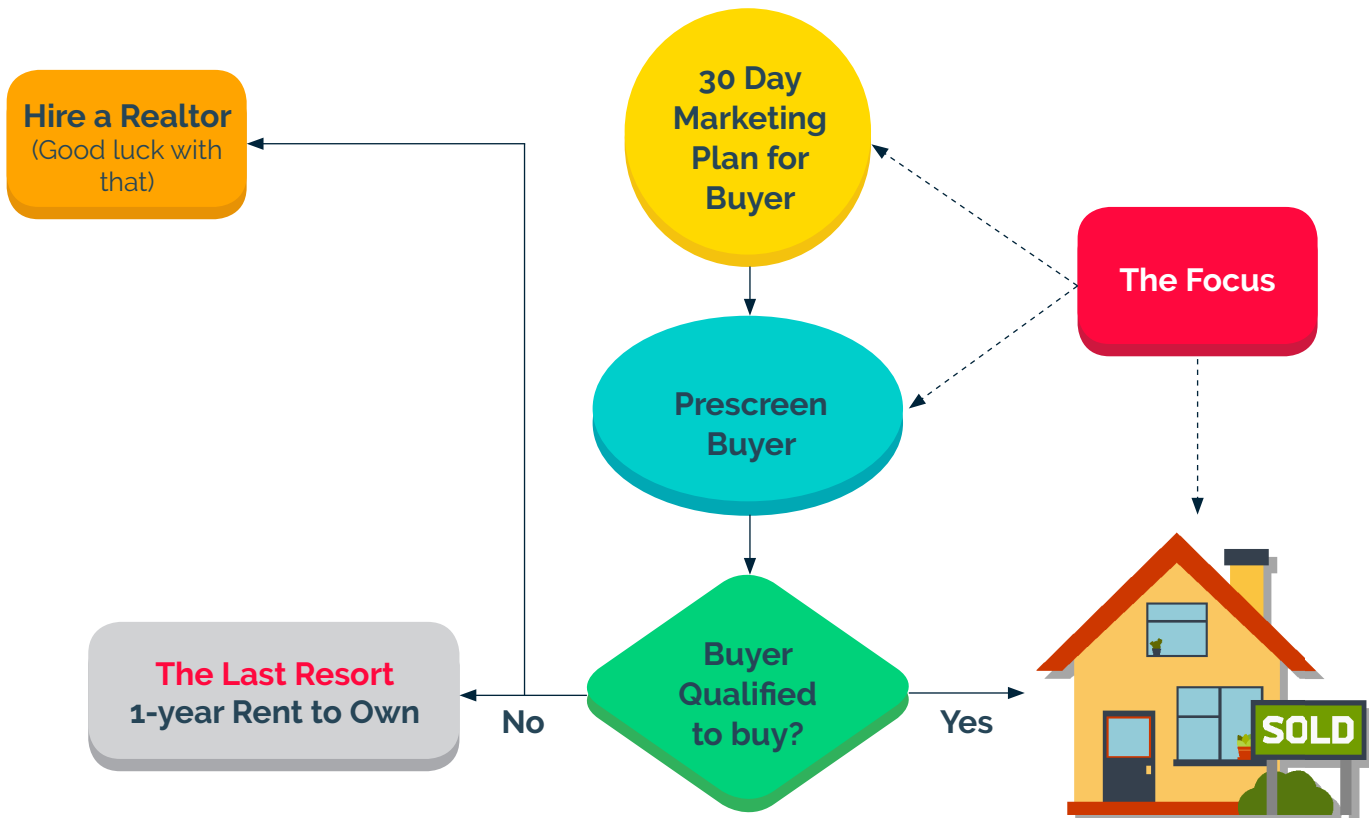 30 Day
Marketing
Plan for
Buyer
Hire a Realtor
(Good luck with
that)
The Focus
Prescreen
Buyer
Buyer
Qualified
to buy?
No
Yes
The Last Resort
1-year Rent to Own
SOLD